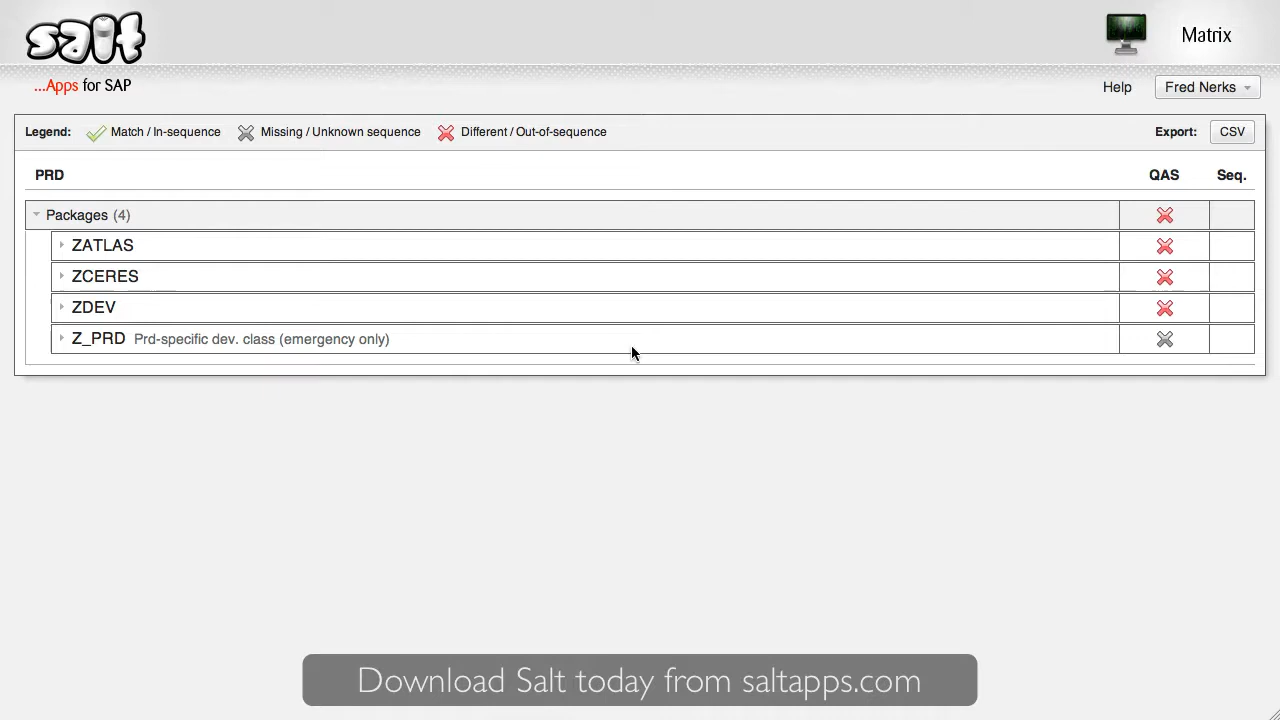 salt
Matrix
...Apps for SAP
Help
Fred Nerks
Legend: Match / In-sequence Missing / Unknown sequence Different / Out-of-sequence Export: CSV
PRD QAS Seq.
Packages (4)
ZATLAS
ZCERES
ZDEV
Z_PRD Prd-specific dev. class (emergency only)
Download Salt today from saltapps.com